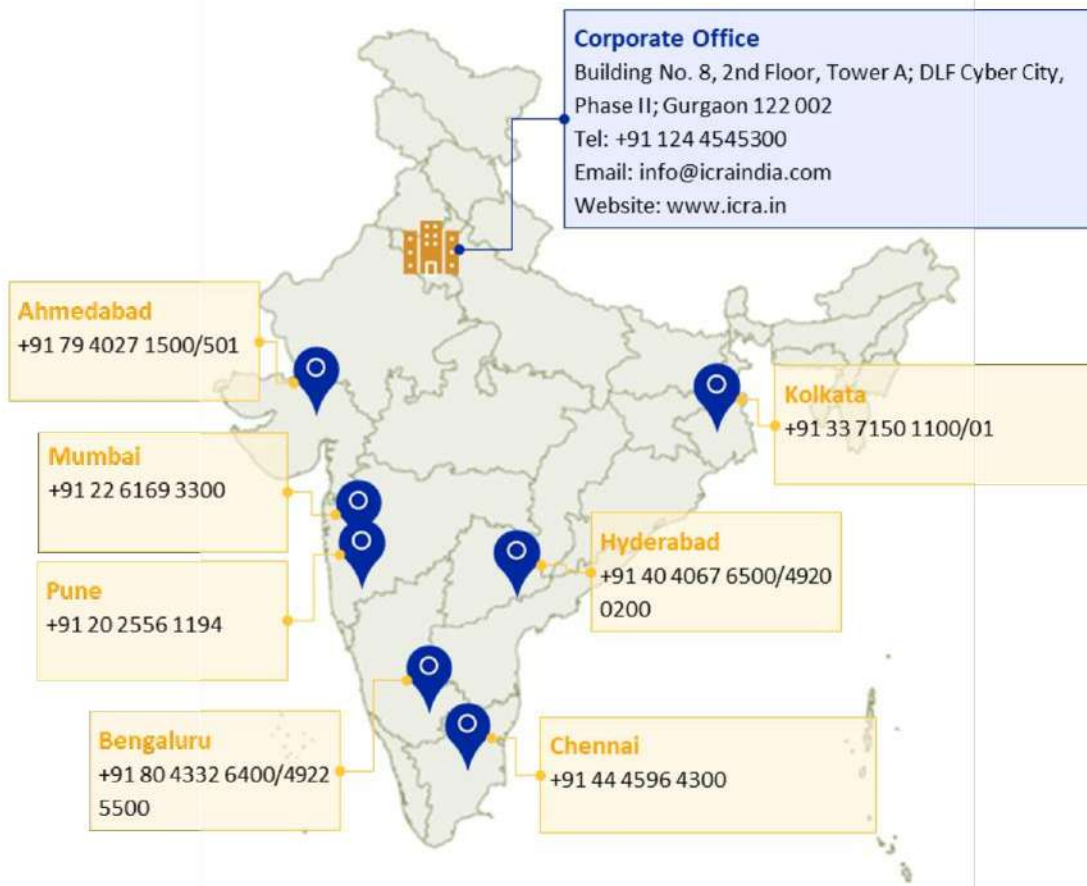 Corporate Office
Building No. 8, 2nd Floor, Tower A; DLF Cyber City,
Phase II; Gurgaon 122 002
Tel: +91 124 4545300
Email: info@icraindia.com
Website: www.icra.in
Ahmedabad
+91 79 4027 1500/501
Kolkata
+91 33 7150 1100/01
Mumbai
+91 22 6169 3300
Hyderabad
+91 40 4067 6500/4920
0200
Pune
+91 20 2556 1194
Bengaluru
+91 80 4332 6400/4922
5500
Chennai
+91 44 4596 4300